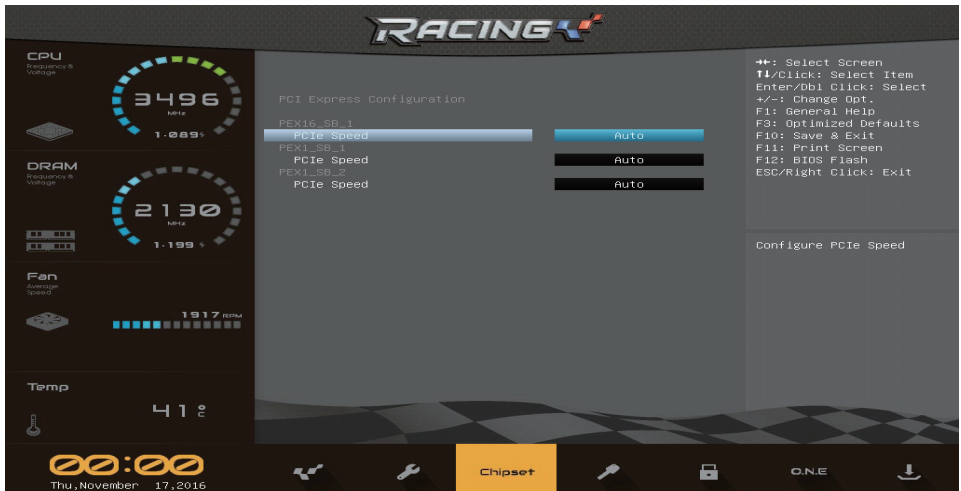 RACING
CPU
Frequency &
Voltage
3496
MHz
1.089
DRAM
Frequency &
Voltage
2130
MHz
1.199
Fan
Average
Speed
1917 RPM
Temp
41 °C
PCI Express Configuration
PEX16_SB_1
PCIe Speed Auto
PEX1_SB_1
PCIe Speed Auto
PEX1_SB_2
PCIe Speed Auto
→←: Select Screen
↑↓/Click: Select Item
Enter/Dbl Click: Select
+/-: Change Opt.
F1: General Help
F3: Optimized Defaults
F10: Save & Exit
F11: Print Screen
F12: BIOS Flash
ESC/Right Click: Exit
Configure PCIe Speed
00:00
Thu,November 17,2016
Chipset
O.N.E